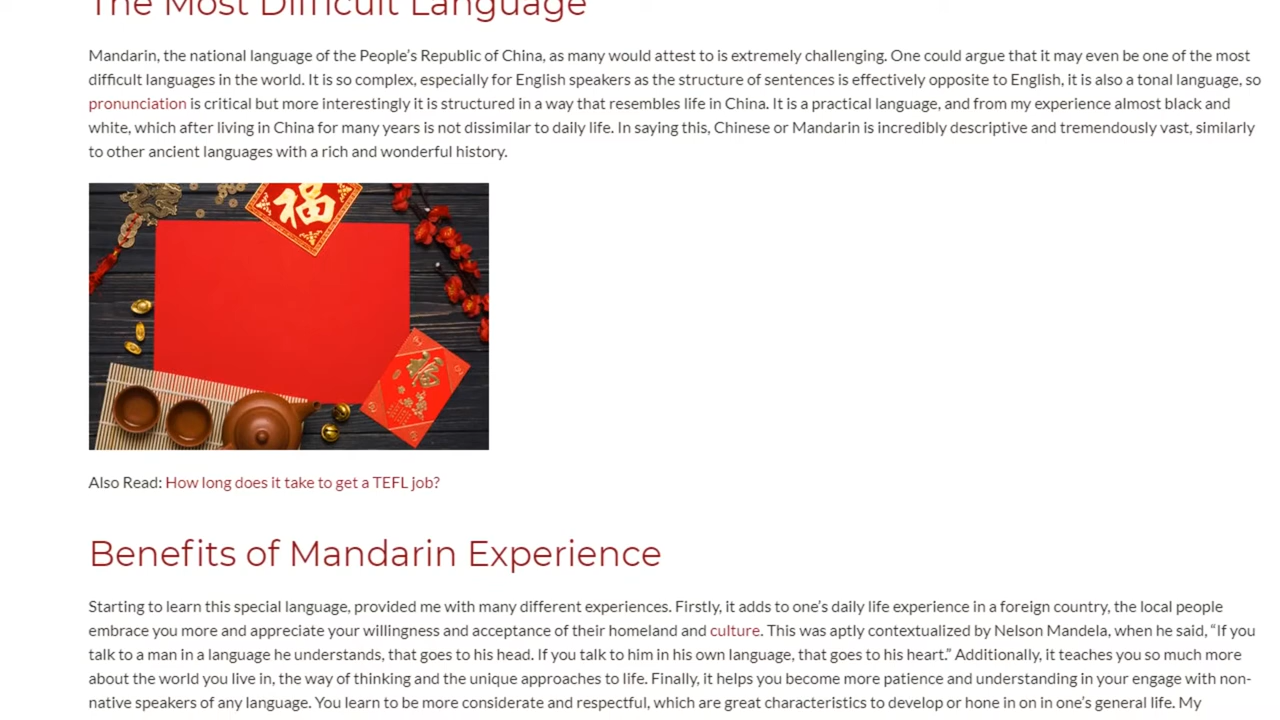 The Most Difficult Language
Mandarin, the national language of the People’s Republic of China, as many would attest to is extremely challenging. One could argue that it may even be one of the most
difficult languages in the world. It is so complex, especially for English speakers as the structure of sentences is effectively opposite to English, it is also a tonal language, so
pronunciation is critical but more interestingly it is structured in a way that resembles life in China. It is a practical language, and from my experience almost black and
white, which after living in China for many years is not dissimilar to daily life. In saying this, Chinese or Mandarin is incredibly descriptive and tremendously vast, similarly
to other ancient languages with a rich and wonderful history.
福
福
Also Read: How long does it take to get a TEFL job?
Benefits of Mandarin Experience
Starting to learn this special language, provided me with many different experiences. Firstly, it adds to one’s daily life experience in a foreign country, the local people
embrace you more and appreciate your willingness and acceptance of their homeland and culture. This was aptly contextualized by Nelson Mandela, when he said, “If you
talk to a man in a language he understands, that goes to his head. If you talk to him in his own language, that goes to his heart.” Additionally, it teaches you so much more
about the world you live in, the way of thinking and the unique approaches to life. Finally, it helps you become more patience and understanding in your engage with non-
native speakers of any language. You learn to be more considerate and respectful, which are great characteristics to develop or hone in on in one’s general life. My